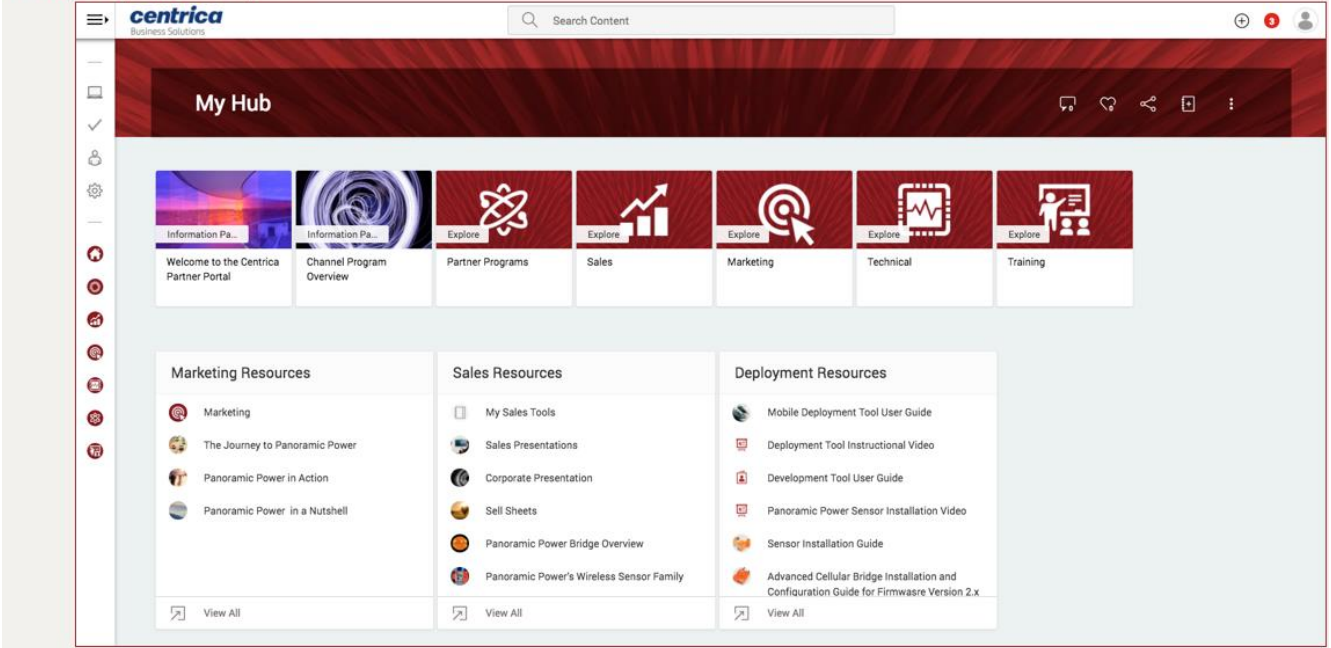 centrica
Business Solutions
Search Content
3
My Hub
0
0
Information Pa...
Information Pa...
Explore
Explore
Explore
Explore
Explore
Welcome to the Centrica
Partner Portal
Channel Program
Overview
Partner Programs
Sales
Marketing
Technical
Training
Marketing Resources
Marketing
The Journey to Panoramic Power
Panoramic Power in Action
Panoramic Power in a Nutshell
View All
Sales Resources
My Sales Tools
Sales Presentations
Corporate Presentation
Sell Sheets
Panoramic Power Bridge Overview
Panoramic Power's Wireless Sensor Family
View All
Deployment Resources
Mobile Deployment Tool User Guide
Deployment Tool Instructional Video
Development Tool User Guide
Panoramic Power Sensor Installation Video
Sensor Installation Guide
Advanced Cellular Bridge Installation and
Configuration Guide for Firmwasre Version 2.x
View All